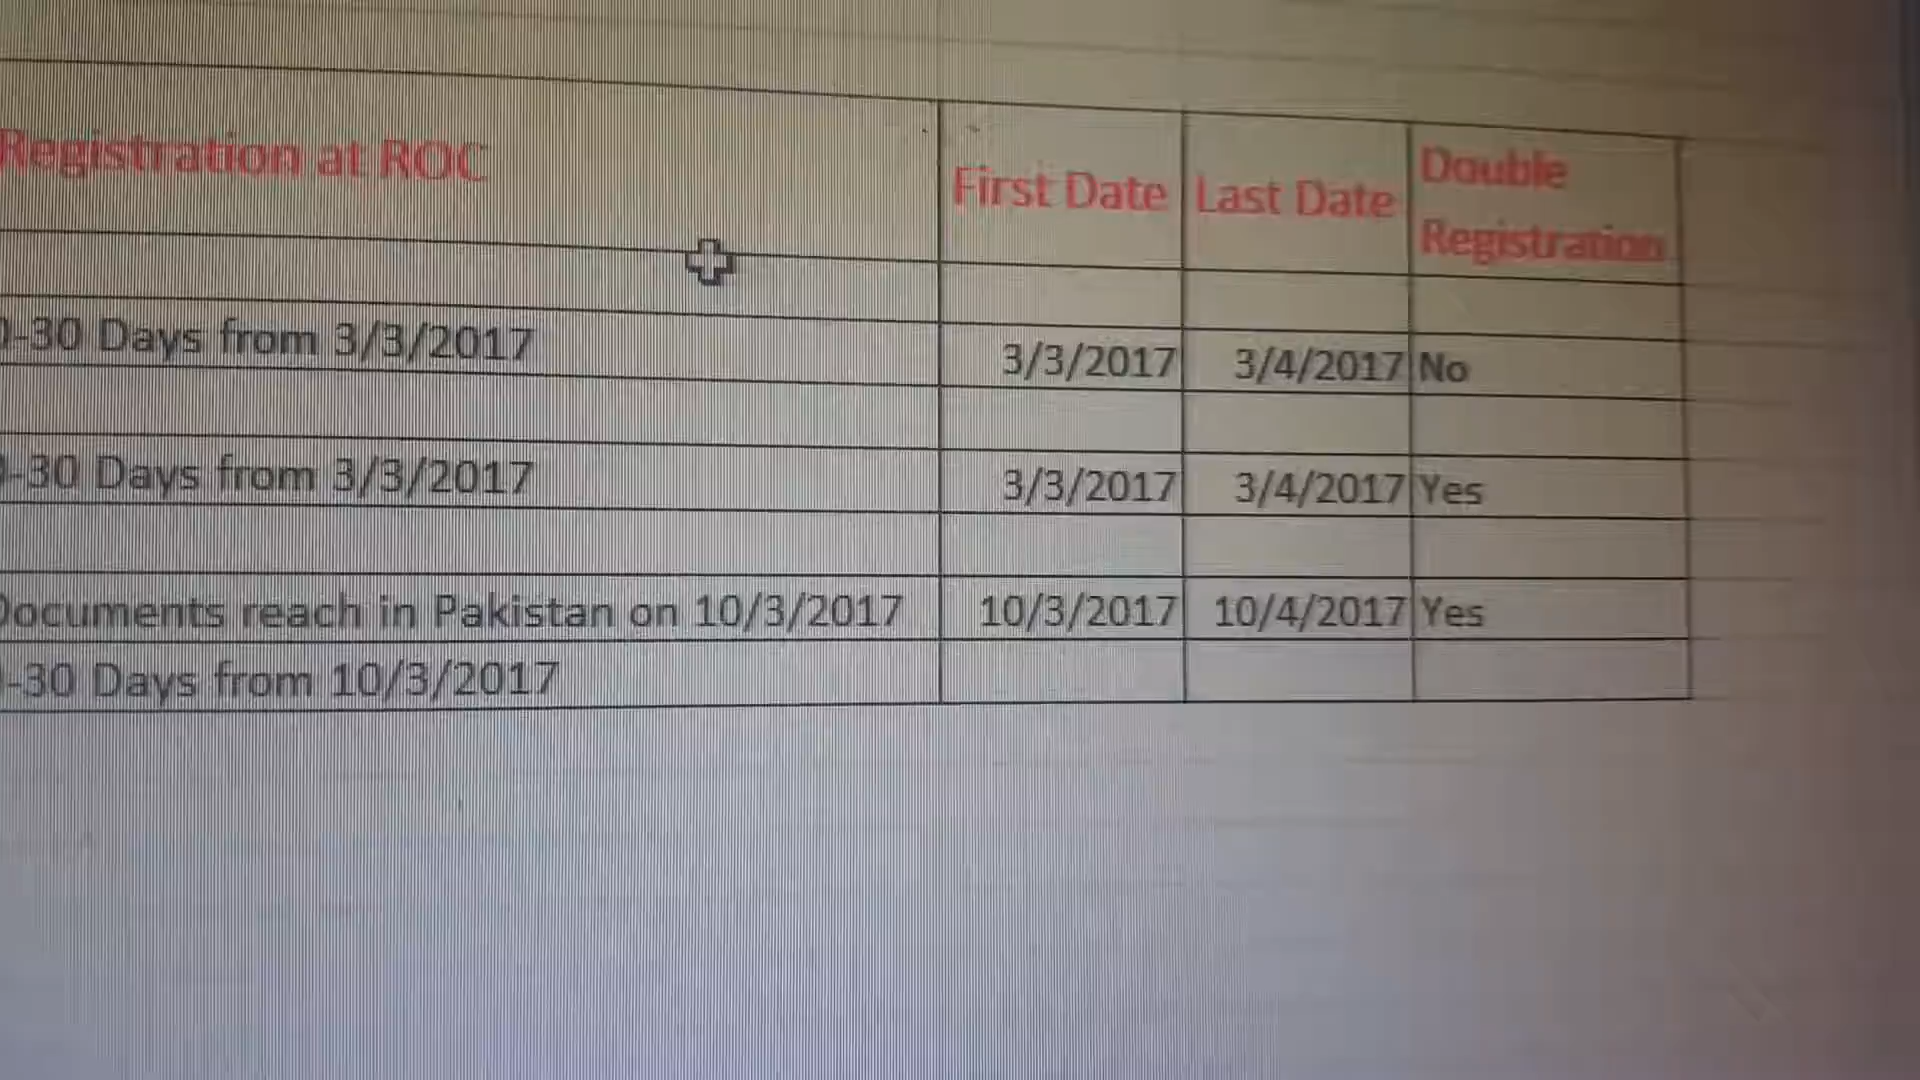 Registration at ROC
First Date
Last Date
Double
Registration
-30 Days from 3/3/2017
3/3/2017
3/4/2017
No
-30 Days from 3/3/2017
3/3/2017
3/4/2017
Yes
Documents reach in Pakistan on 10/3/2017
10/3/2017
10/4/2017
Yes
-30 Days from 10/3/2017